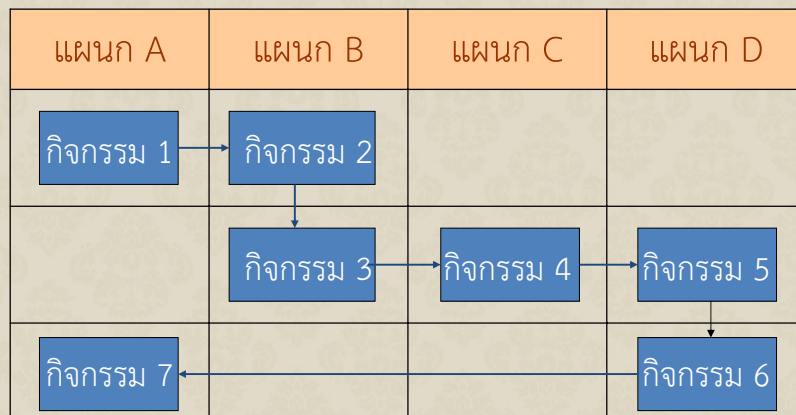 แผนก A แผนก B แผนก C แผนก D
กิจกรรม 1 กิจกรรม 2
กิจกรรม 3 กิจกรรม 4 กิจกรรม 5
กิจกรรม 7 กิจกรรม 6